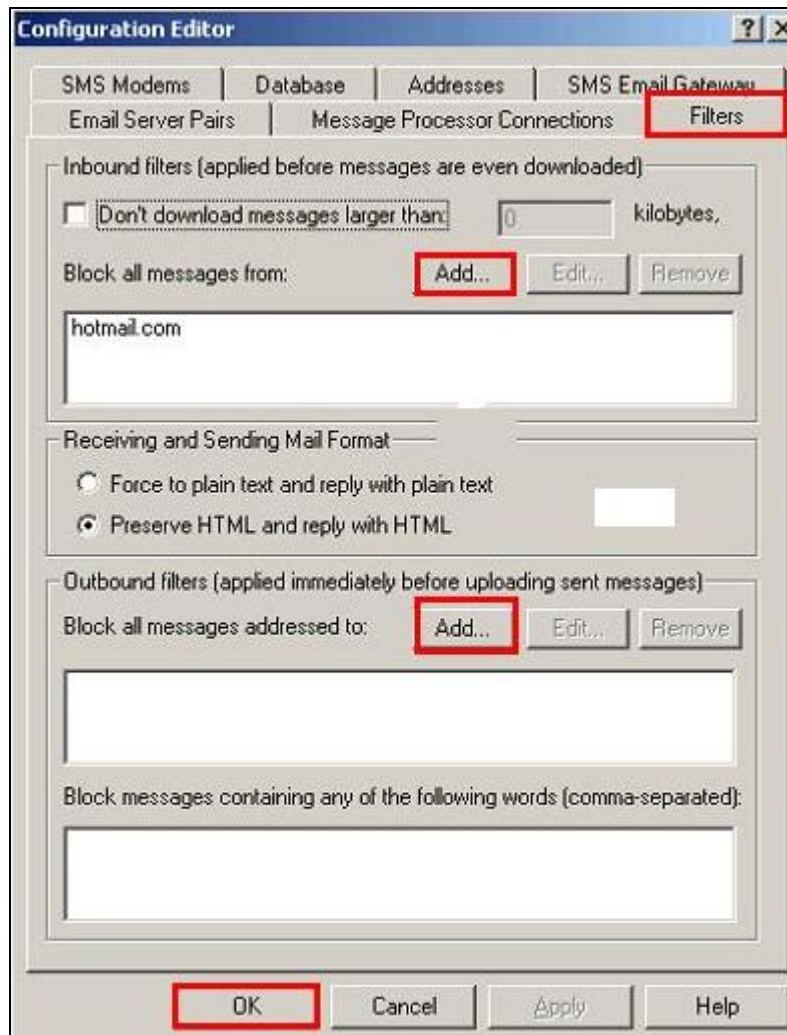 Configuration Editor
SMS Modems Database Addresses SMS Email Gateway
Email Server Pairs Message Processor Connections Filters
Inbound filters (applied before messages are even downloaded)
Don't download messages larger than: 0 kilobytes,
Block all messages from: Add... Edit... Remove
hotmail.com
Receiving and Sending Mail Format
Force to plain text and reply with plain text
Preserve HTML and reply with HTML
Outbound filters (applied immediately before uploading sent messages)
Block all messages addressed to: Add... Edit... Remove
Block messages containing any of the following words (comma-separated):
OK Cancel Apply Help